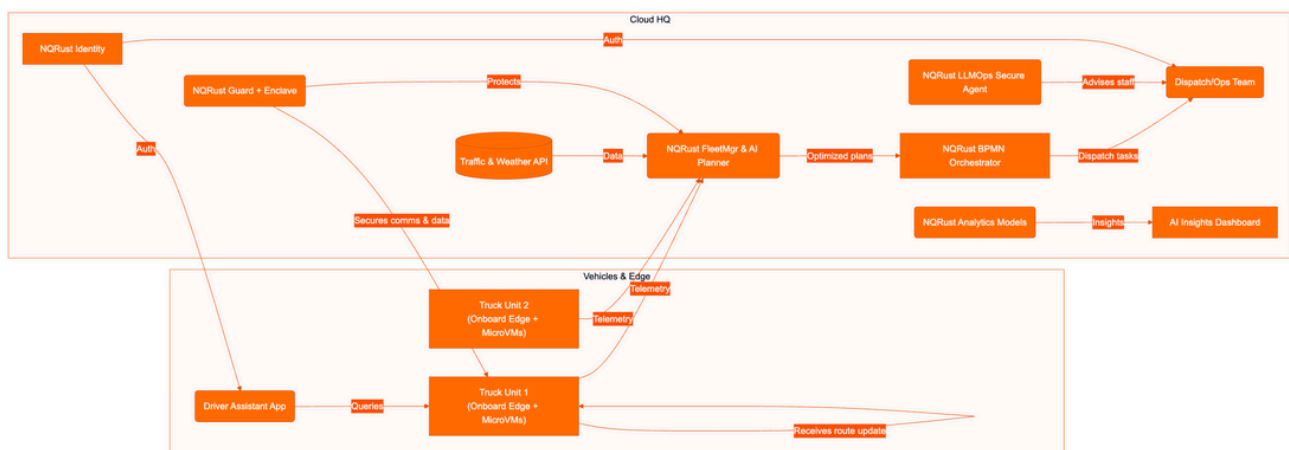 Cloud HQ
NQRust Identity
Auth
NQRust Guard + Enclave
Protects
NQRust LLMOps Secure
Agent
Advises staff
Dispatch/Ops Team
Auth
Traffic & Weather API
Data
NQRust FleetMgr & AI
Planner
Optimized plans
NQRust BPMN
Orchestrator
Dispatch tasks
Secures comms & data
NQRust Analytics Models
Insights
AI Insights Dashboard
Vehicles & Edge
Truck Unit 2
(Onboard Edge +
MicroVMs)
Telemetry
Telemetry
Driver Assistant App
Queries
Truck Unit 1
(Onboard Edge +
MicroVMs)
Receives route update